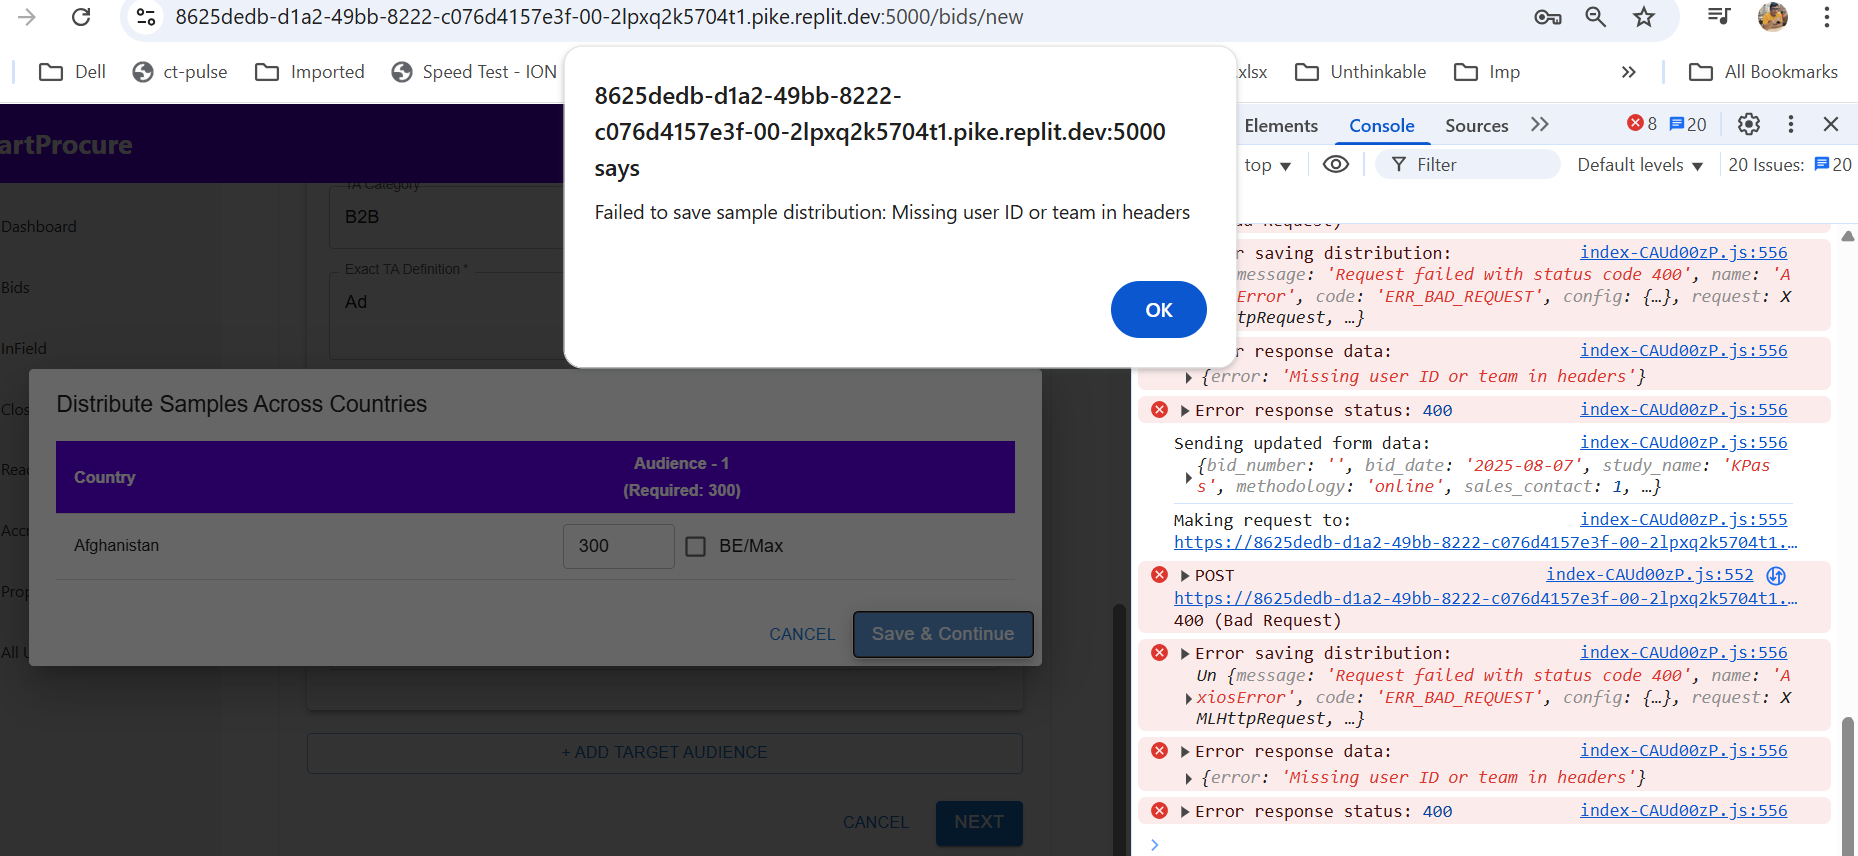 8625dedb-d1a2-49bb-8222-c076d4157e3f-00-2lpxq2k5704t1.pike.replit.dev:5000/bids/new
Dell
ct-pulse
Imported
Speed Test - ION
.xlsx
Unthinkable
Imp
»
All Bookmarks
8625dedb-d1a2-49bb-8222-
c076d4157e3f-00-2lpxq2k5704t1.pike.replit.dev:5000
says
Failed to save sample distribution: Missing user ID or team in headers
OK
artProcure
Dashboard
Bids
InField
Clos
Rea
Accr
Prop
All U
TA Category
B2B
Exact TA Definition *
Ad
Distribute Samples Across Countries
Country
Audience - 1
(Required: 300)
Afghanistan
300
BE/Max
CANCEL
Save & Continue
+ ADD TARGET AUDIENCE
CANCEL
NEXT
Elements
Console
Sources
8
20
top
Filter
Default levels
20 Issues:
20
r saving distribution:
index-CAUd00zP.js:556
message: 'Request failed with status code 400', name: 'A
Error', code: 'ERR_BAD_REQUEST', config: {…}, request: X
tpRequest, …}
r response data:
index-CAUd00zP.js:556
{error: 'Missing user ID or team in headers'}
Error response status: 400
index-CAUd00zP.js:556
Sending updated form data:
index-CAUd00zP.js:556
{bid_number: '', bid_date: '2025-08-07', study_name: 'KPas
s', methodology: 'online', sales_contact: 1, …}
Making request to:
index-CAUd00zP.js:555
https://8625dedb-d1a2-49bb-8222-c076d4157e3f-00-2lpxq2k5704t1.…
POST
index-CAUd00zP.js:552
https://8625dedb-d1a2-49bb-8222-c076d4157e3f-00-2lpxq2k5704t1.…
400 (Bad Request)
Error saving distribution:
index-CAUd00zP.js:556
Un {message: 'Request failed with status code 400', name: 'A
xiosError', code: 'ERR_BAD_REQUEST', config: {…}, request: X
MLHttpRequest, …}
Error response data:
index-CAUd00zP.js:556
{error: 'Missing user ID or team in headers'}
Error response status: 400
index-CAUd00zP.js:556